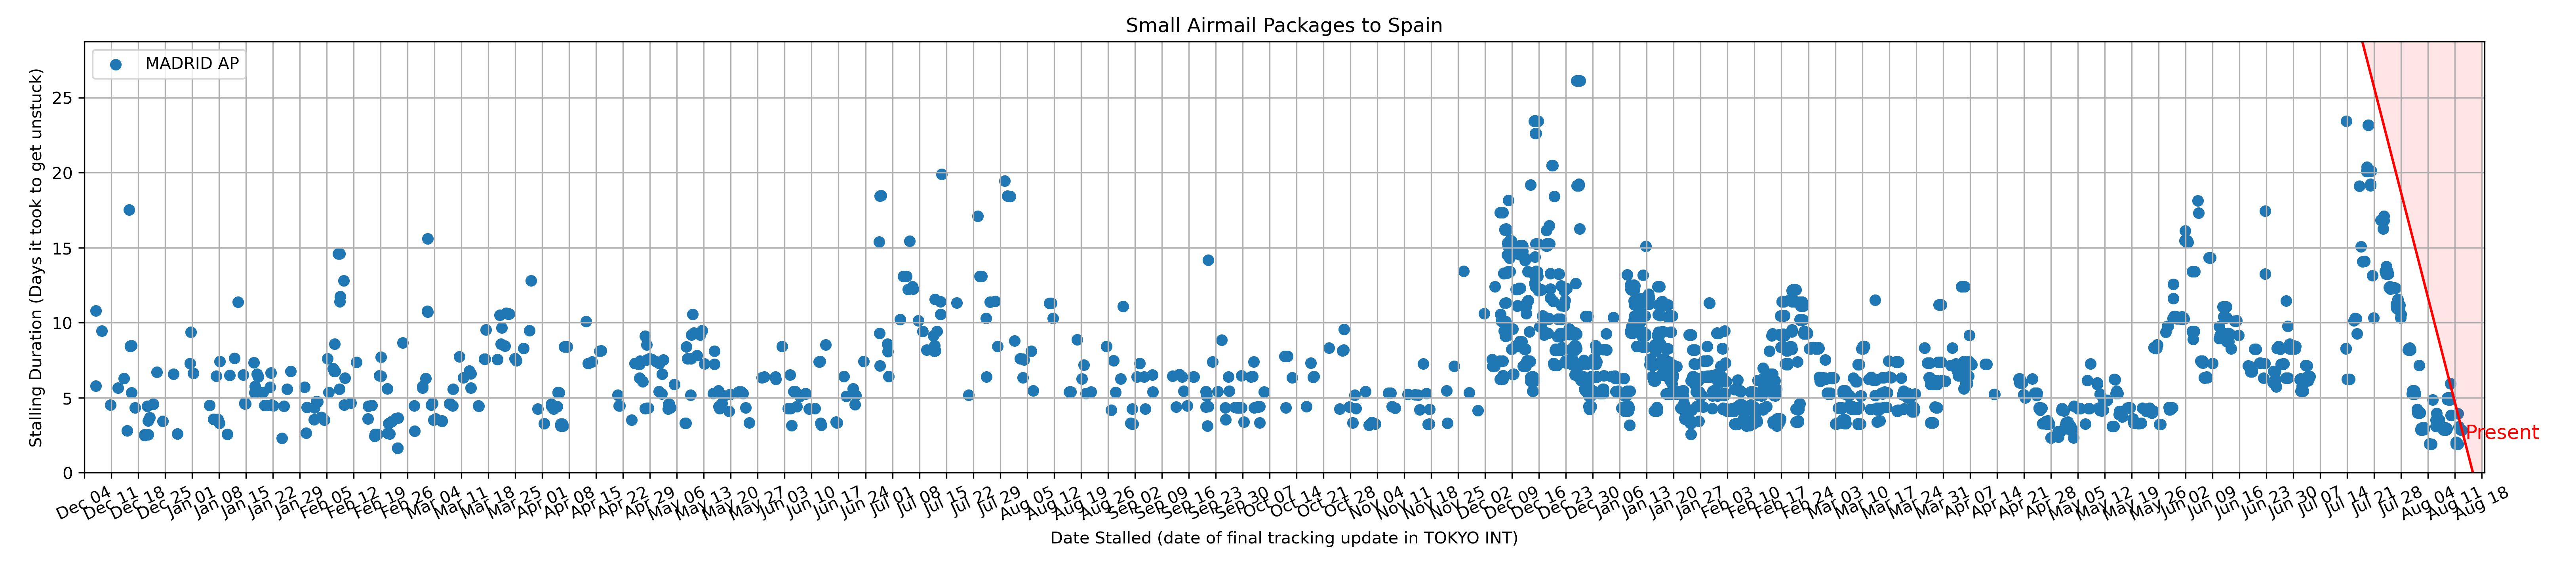 Small Airmail Packages to Spain
MADRID AP
Stalling Duration (Days it took to get unstuck)
25
20
15
10
5
0
Present
Dec 04
Dec 11
Dec 18
Dec 25
Jan 01
Jan 08
Jan 15
Jan 22
Jan 29
Feb 05
Feb 12
Feb 19
Feb 26
Mar 04
Mar 11
Mar 18
Mar 25
Apr 01
Apr 08
Apr 15
Apr 22
Apr 29
May 06
May 13
May 20
May 27
Jun 03
Jun 10
Jun 17
Jun 24
Jul 01
Jul 08
Jul 15
Jul 22
Jul 29
Aug 05
Aug 12
Aug 19
Aug 26
Sep 02
Sep 09
Sep 16
Sep 23
Sep 30
Oct 07
Oct 14
Oct 21
Oct 28
Nov 04
Nov 11
Nov 18
Nov 25
Dec 02
Dec 09
Dec 16
Dec 23
Dec 30
Jan 06
Jan 13
Jan 20
Jan 27
Feb 03
Feb 10
Feb 17
Feb 24
Mar 03
Mar 10
Mar 17
Mar 24
Mar 31
Apr 07
Apr 14
Apr 21
Apr 28
May 05
May 12
May 19
May 26
Jun 02
Jun 09
Jun 16
Jun 23
Jun 30
Jul 07
Jul 14
Jul 21
Jul 28
Aug 04
Aug 11
Aug 18
Date Stalled (date of final tracking update in TOKYO INT)